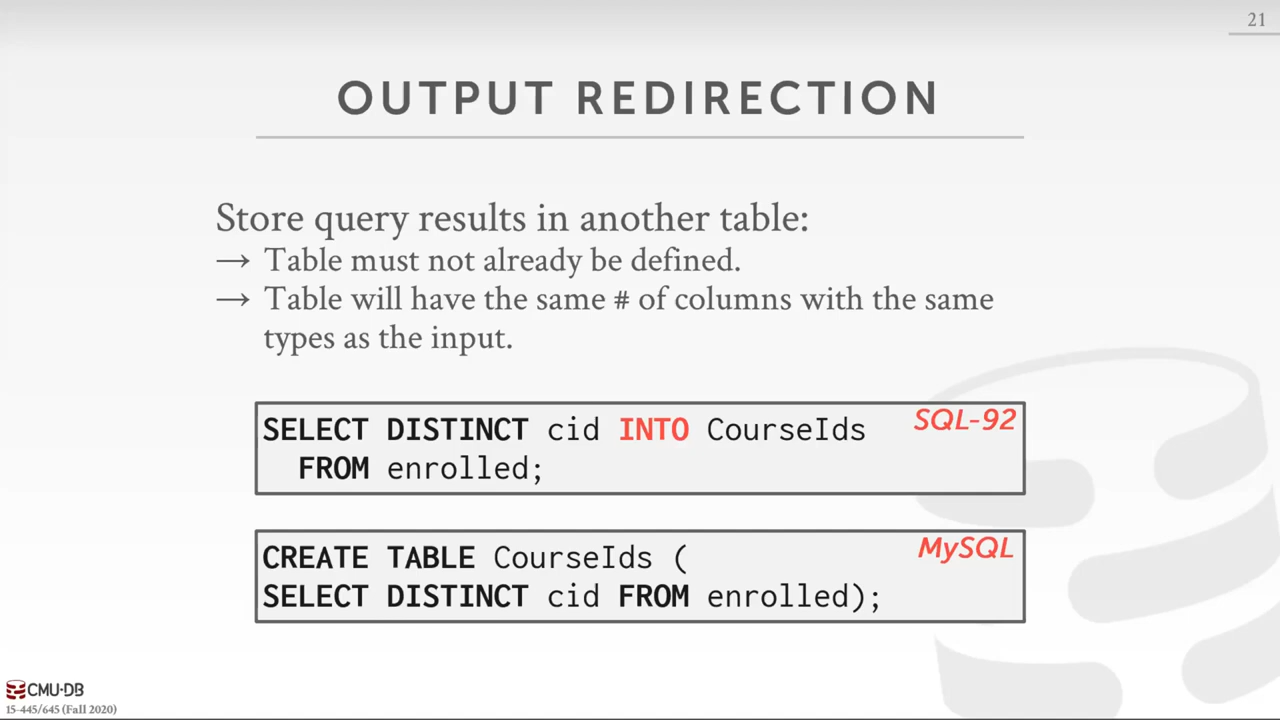 21
OUTPUT REDIRECTION
Store query results in another table:
→ Table must not already be defined.
→ Table will have the same # of columns with the same
types as the input.
SELECT DISTINCT cid INTO CourseIds SQL-92
FROM enrolled;
CREATE TABLE CourseIds ( MySQL
SELECT DISTINCT cid FROM enrolled);
CMU·DB
15-445/645 (Fall 2020)